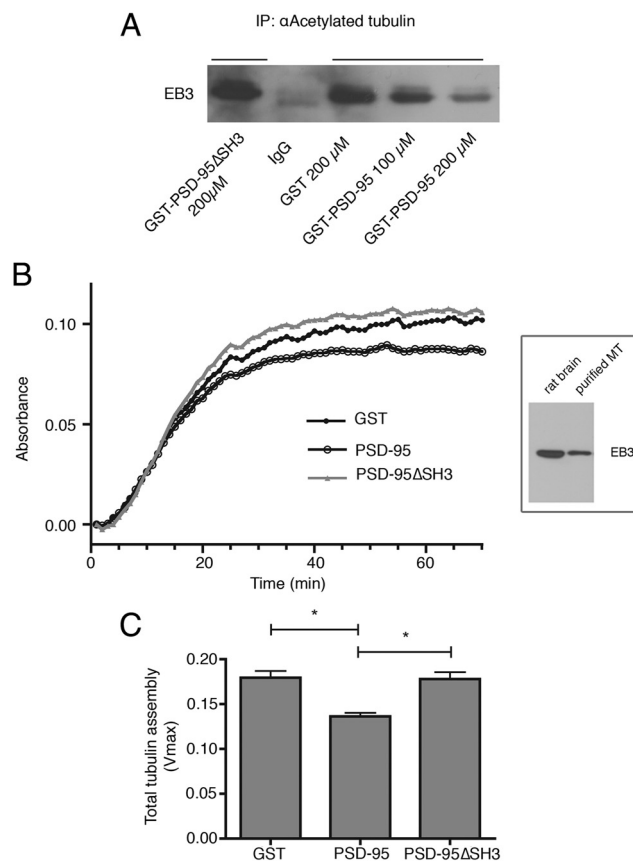 A
IP: αAcetylated tubulin
EB3
GST-PSD-95ΔSH3
200µM
IgG
GST 200 µM
GST-PSD-95 100 µM
GST-PSD-95 200 µM
B
Absorbance
0.10
0.05
0.00
GST
PSD-95
PSD-95ΔSH3
0
20
40
60
Time (min)
rat brain
purified MT
EB3
C
*
*
Total tubulin assembly
(Vmax)
0.20
0.15
0.10
0.05
0.00
GST
PSD-95
PSD-95ΔSH3